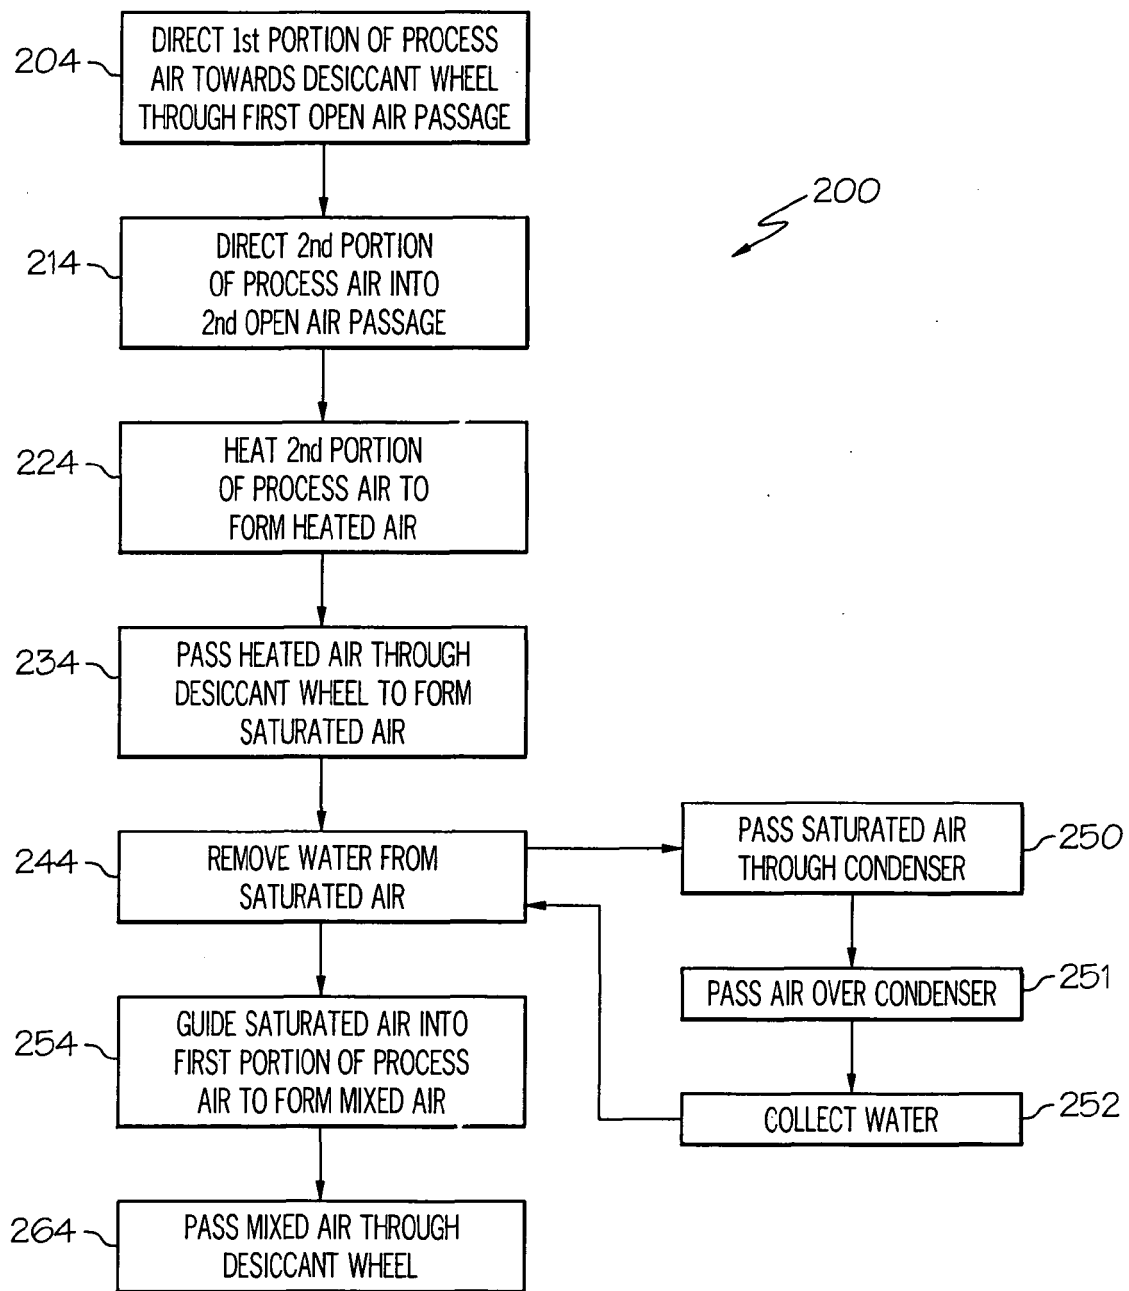 204
DIRECT 1st PORTION OF PROCESS
AIR TOWARDS DESICCANT WHEEL
THROUGH FIRST OPEN AIR PASSAGE
200
214
DIRECT 2nd PORTION
OF PROCESS AIR INTO
2nd OPEN AIR PASSAGE
224
HEAT 2nd PORTION
OF PROCESS AIR TO
FORM HEATED AIR
234
PASS HEATED AIR THROUGH
DESICCANT WHEEL TO FORM
SATURATED AIR
244
REMOVE WATER FROM
SATURATED AIR
PASS SATURATED AIR
THROUGH CONDENSER
250
PASS AIR OVER CONDENSER
251
COLLECT WATER
252
254
GUIDE SATURATED AIR INTO
FIRST PORTION OF PROCESS
AIR TO FORM MIXED AIR
264
PASS MIXED AIR THROUGH
DESICCANT WHEEL